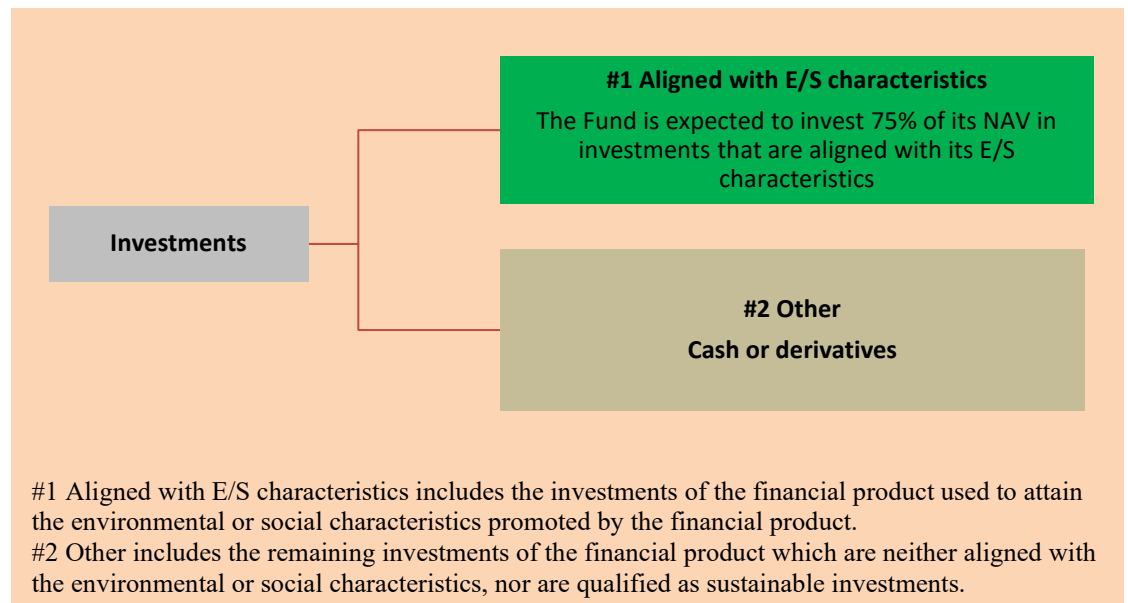 #1 Aligned with E/S characteristics
The Fund is expected to invest 75% of its NAV in
investments that are aligned with its E/S
characteristics
Investments
#2 Other
Cash or derivatives
#1 Aligned with E/S characteristics includes the investments of the financial product used to attain
the environmental or social characteristics promoted by the financial product.
#2 Other includes the remaining investments of the financial product which are neither aligned with
the environmental or social characteristics, nor are qualified as sustainable investments.